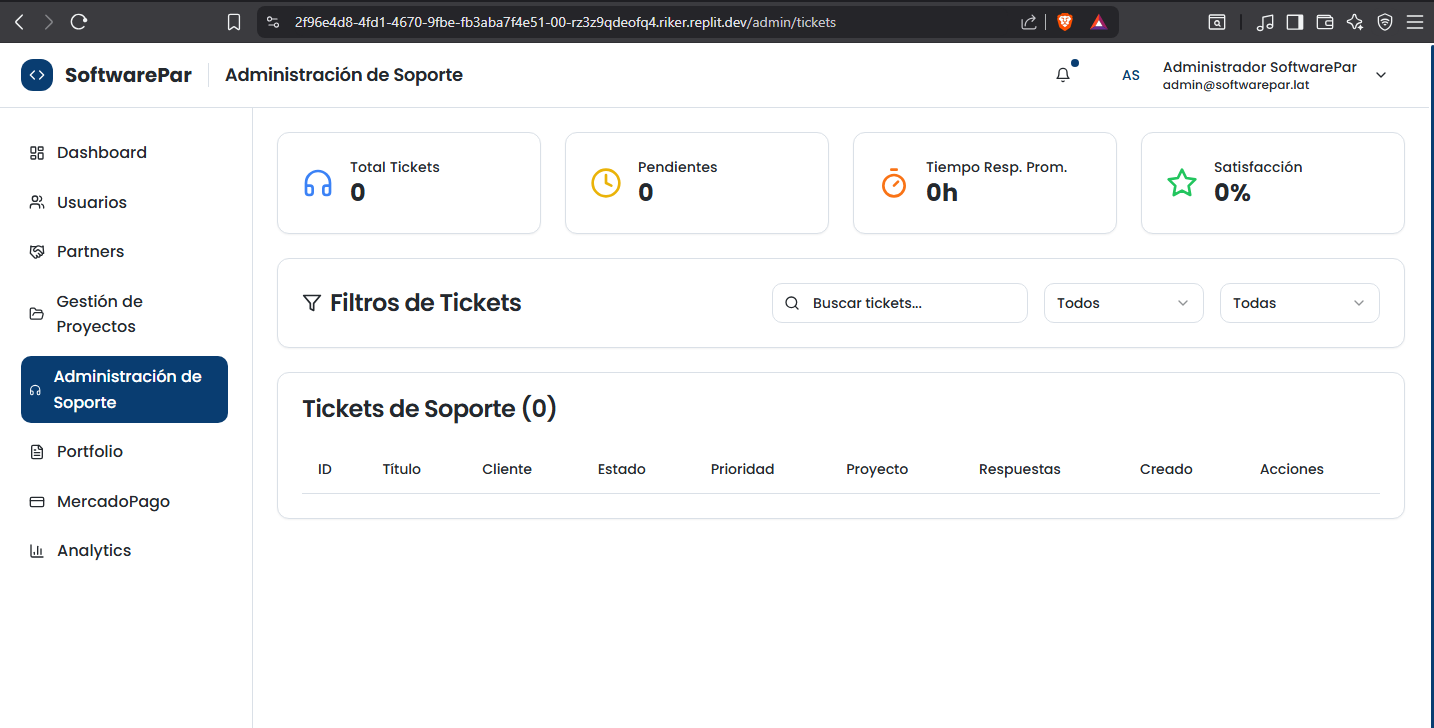 2f96e4d8-4fd1-4670-9fbe-fb3aba7f4e51-00-rz3z9qdeofq4.riker.replit.dev/admin/tickets
SoftwarePar
Administración de Soporte
AS
Administrador SoftwarePar
admin@softwarepar.lat
Dashboard
Usuarios
Partners
Gestión de
Proyectos
Administración de
Soporte
Portfolio
MercadoPago
Analytics
Total Tickets
0
Pendientes
0
Tiempo Resp. Prom.
0h
Satisfacción
0%
Filtros de Tickets
Buscar tickets...
Todos
Todas
Tickets de Soporte (0)
ID Título Cliente Estado Prioridad Proyecto Respuestas Creado Acciones